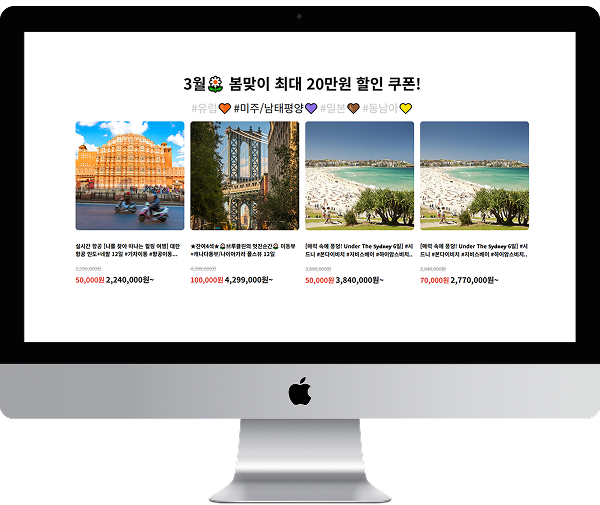 3월 봄맞이 최대 20만원 할인 쿠폰!
#유럽🧡 #미주/남태평양💜 #일본🤎 #동남아💛
실시간 항공 [나를 찾아 떠나는 힐링 여행] 대한
항공 인도+네팔 12일 #기차이동 #항공이동...
2,290,000원
50,000원 2,240,000원~
★잔여4석★브루클린의 멋진순간 미동부
+캐나다동부/나이아가라 폴스뷰 12일
4,399,000원
100,000원 4,299,000원~
[매력 속에 풍덩! Under The Sydney 6일] #시
드니 #본다이비치 #저비스베이 #하이암스비치..
3,890,000원
50,000원 3,840,000원~
[매력 속에 풍덩! Under The Sydney 6일] #시
드니 #본다이비치 #저비스베이 #하이암스비치..
2,840,000원
70,000원 2,770,000원~